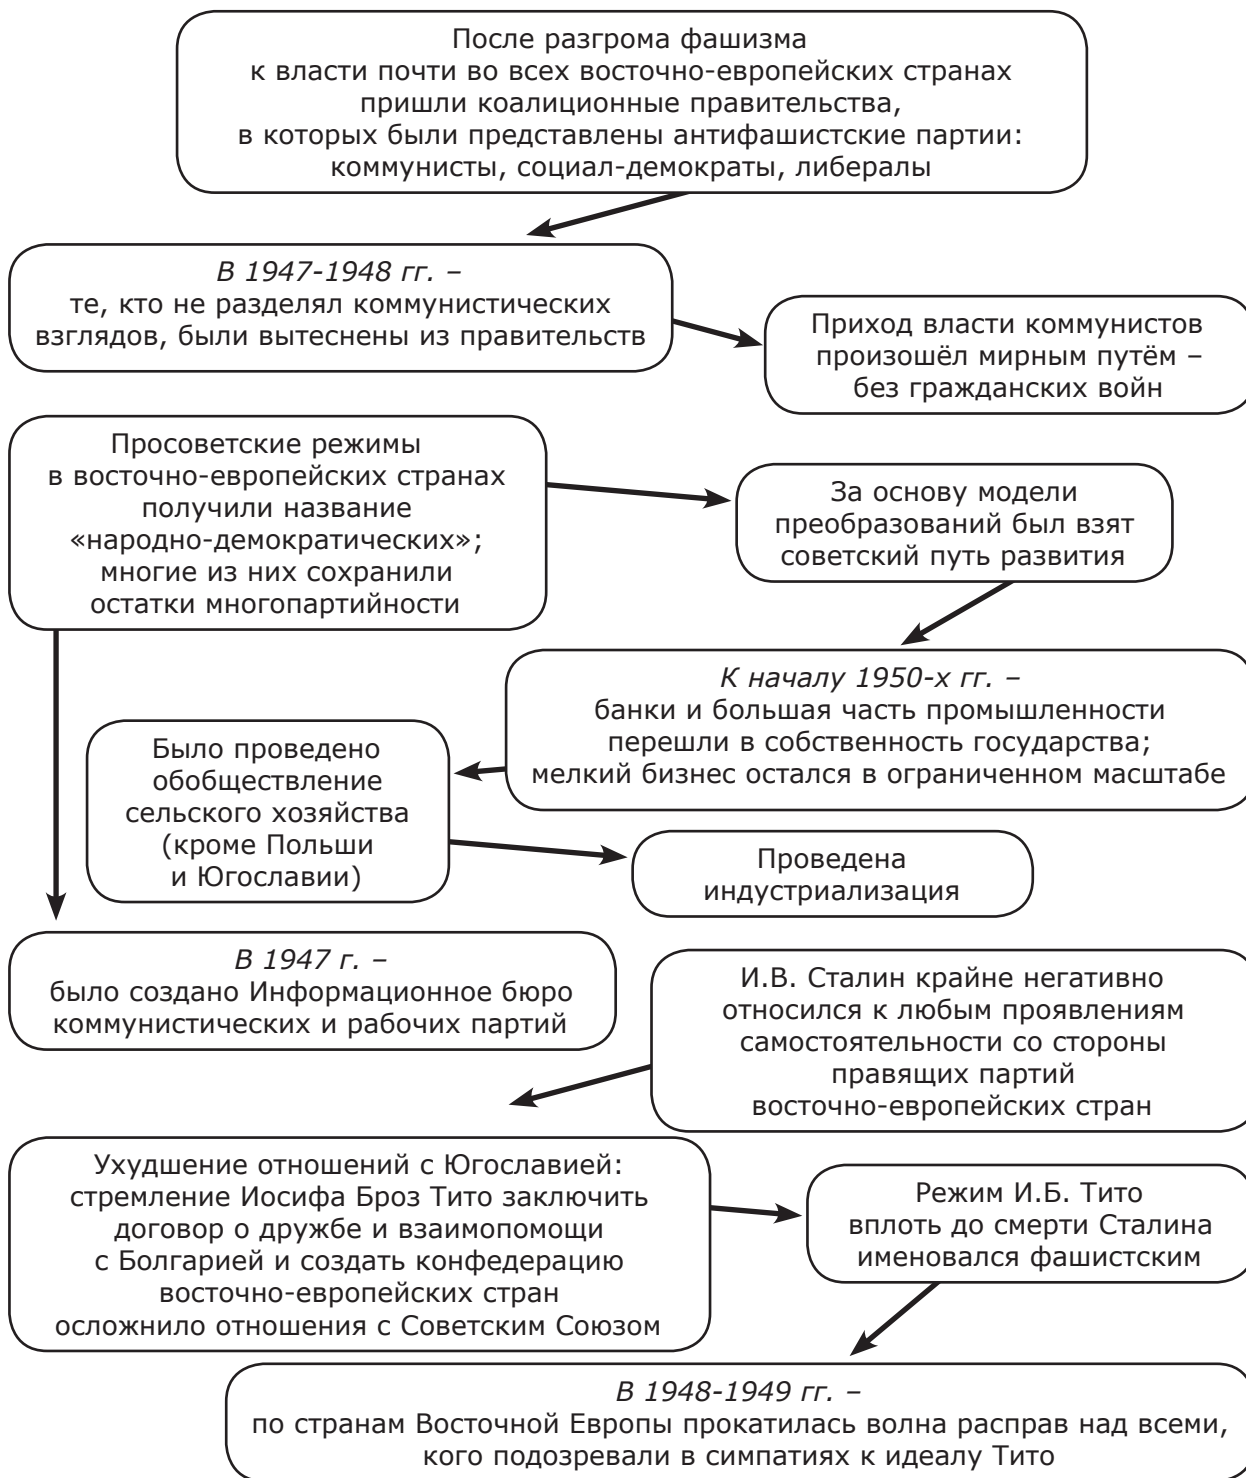 После разгрома фашизма
к власти почти во всех восточно-европейских странах
пришли коалиционные правительства,
в которых были представлены антифашистские партии:
коммунисты, социал-демократы, либералы
В 1947-1948 гг. –
те, кто не разделял коммунистических
взглядов, были вытеснены из правительств
Приход власти коммунистов
произошёл мирным путём –
без гражданских войн
Просоветские режимы
в восточно-европейских странах
получили название
«народно-демократических»;
многие из них сохранили
остатки многопартийности
За основу модели
преобразований был взят
советский путь развития
К началу 1950-х гг. –
банки и большая часть промышленности
перешли в собственность государства;
мелкий бизнес остался в ограниченном масштабе
Было проведено
обобществление
сельского хозяйства
(кроме Польши
и Югославии)
Проведена
индустриализация
В 1947 г. –
было создано Информационное бюро
коммунистических и рабочих партий
И.В. Сталин крайне негативно
относился к любым проявлениям
самостоятельности со стороны
правящих партий
восточно-европейских стран
Ухудшение отношений с Югославией:
стремление Иосифа Броз Тито заключить
договор о дружбе и взаимопомощи
с Болгарией и создать конфедерацию
восточно-европейских стран
осложнило отношения с Советским Союзом
Режим И.Б. Тито
вплоть до смерти Сталина
именовался фашистским
В 1948-1949 гг. –
по странам Восточной Европы прокатилась волна расправ над всеми,
кого подозревали в симпатиях к идеалу Тито